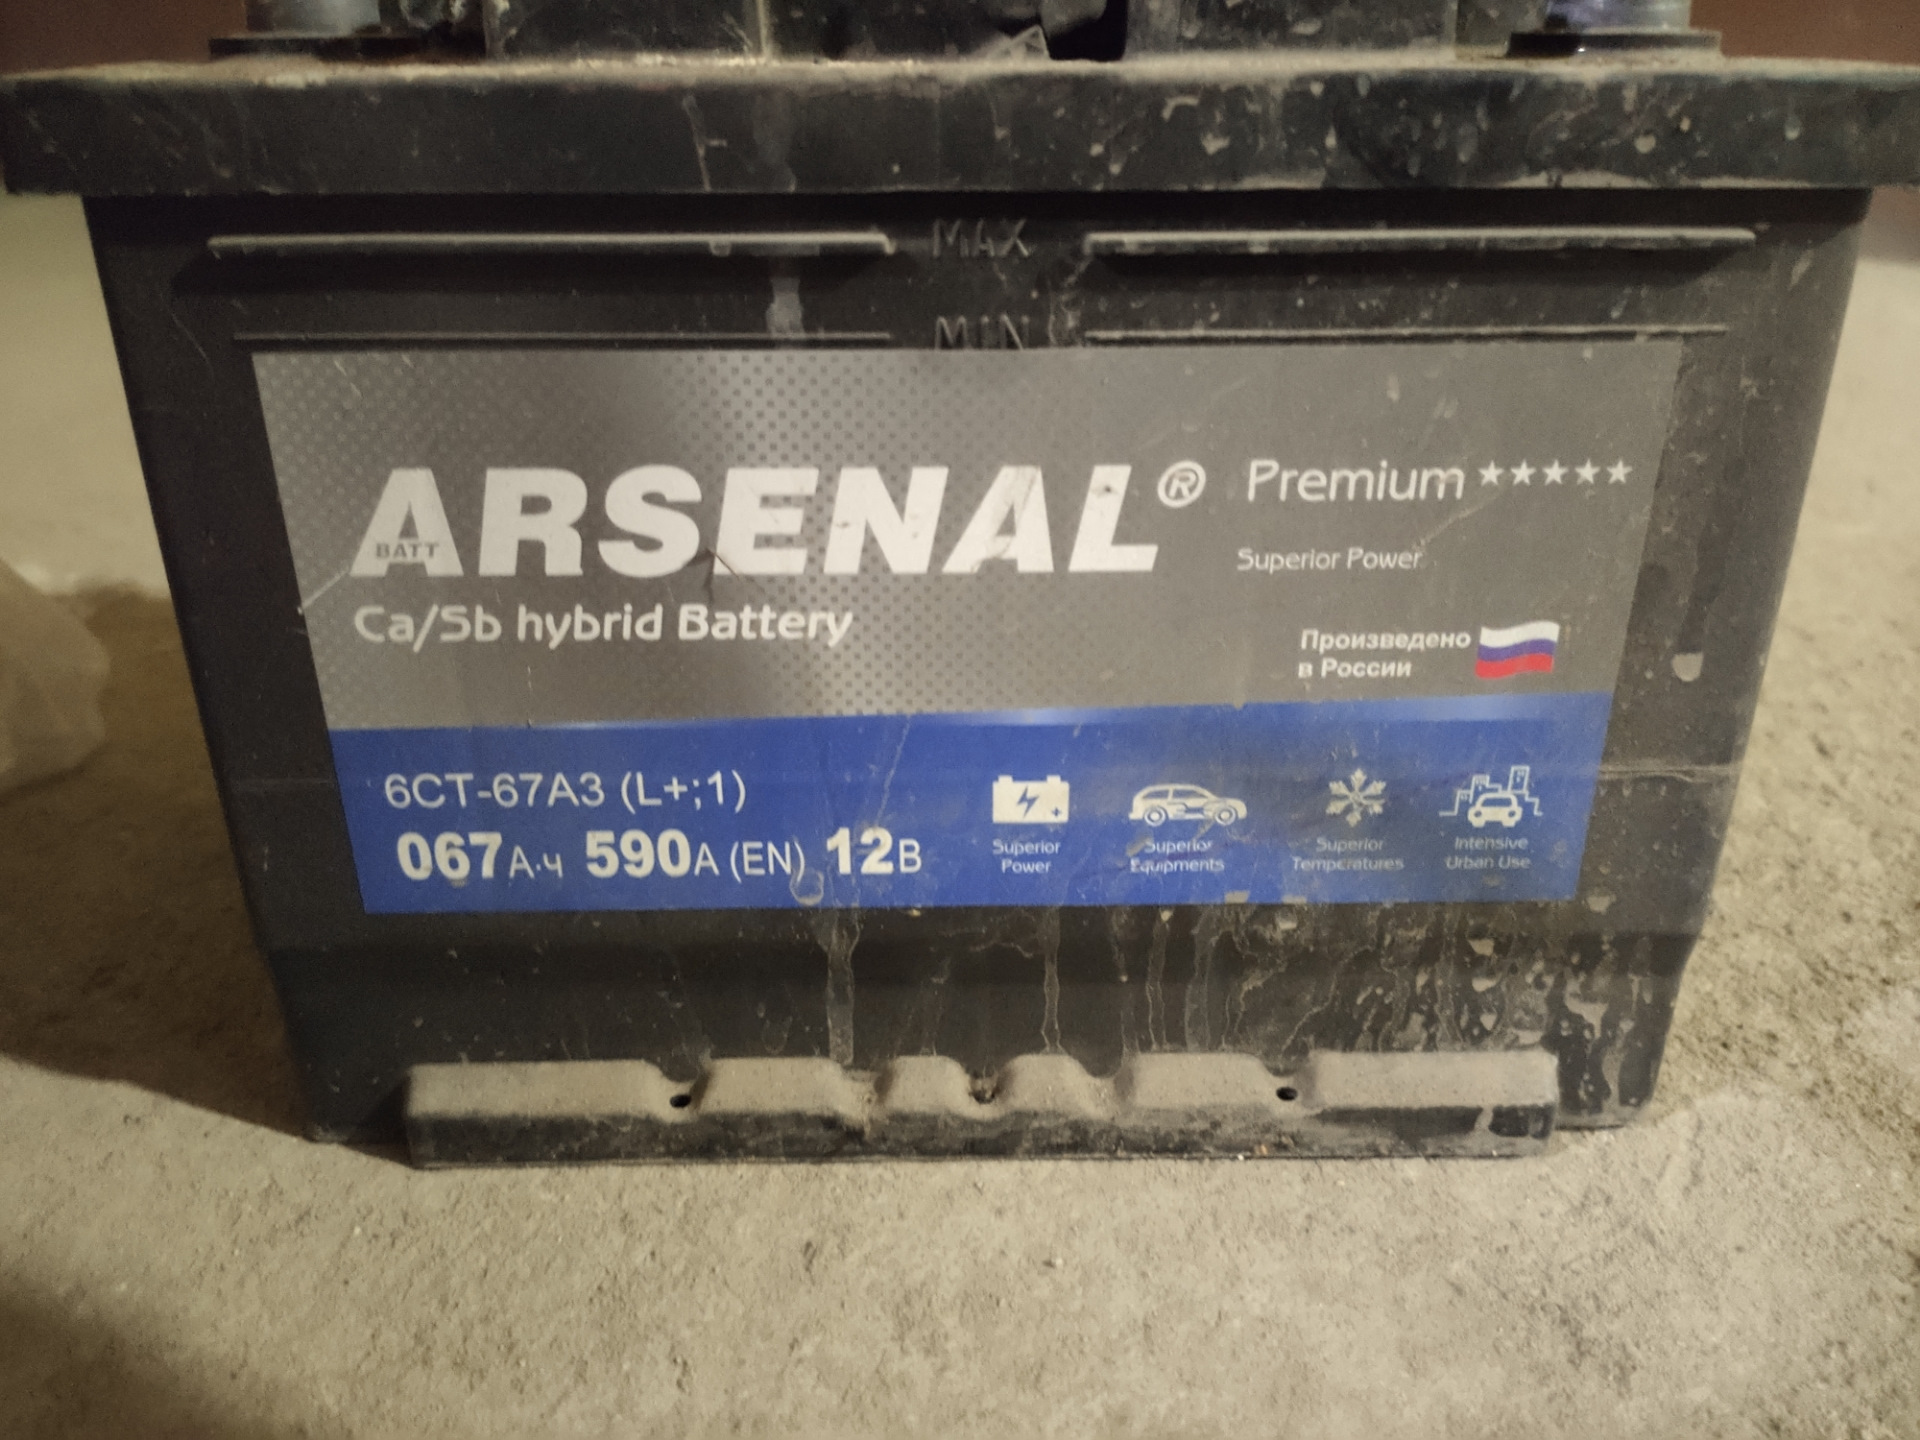 MAX
MIN
ARSENAL® Premium ★★★★★
BATT
Superior Power
Ca/Sb hybrid Battery
Произведено
в России
6СТ-67АЗ (L+;1)
067А·ч 590А (EN) 12В
Superior
Power
Superior
Equipments
Superior
Temperatures
Intensive
Urban Use